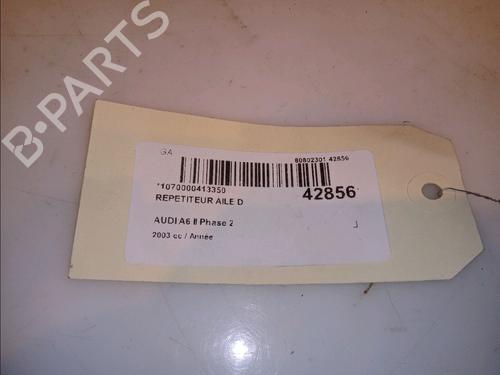 B-PARTS
GA 80802301 42856
*1070000413350
REPETITEUR AILE D 42856
AUDI A6 II Phase 2
2003 cc / Année